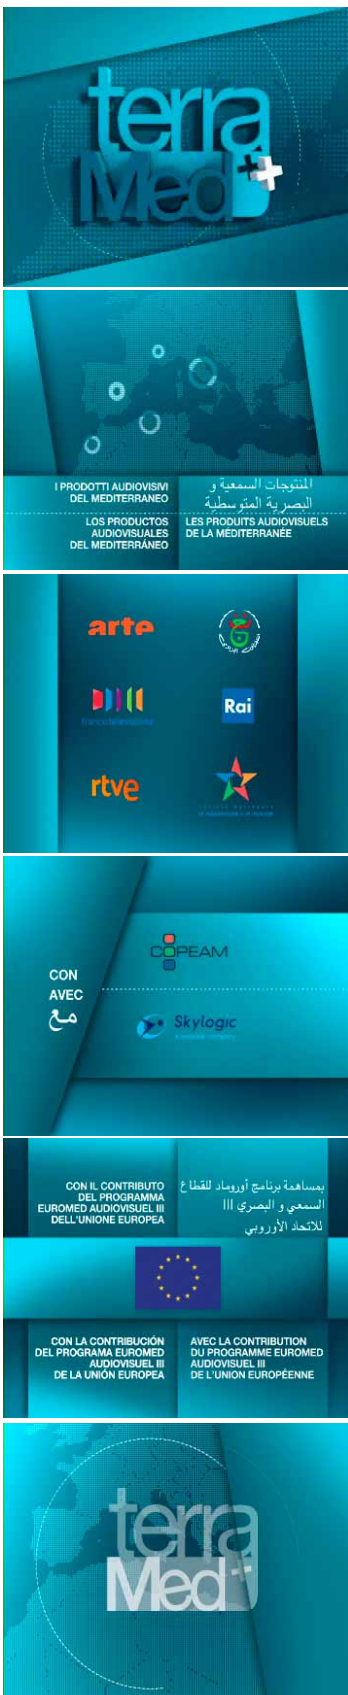 terra
Med
I PRODOTTI AUDIOVISIVI
DEL MEDITERRANEO
المنتوجات السمعية و
البصرية المتوسطية
LOS PRODUCTOS
AUDIOVISUALES
DEL MEDITERRÁNEO
LES PRODUITS AUDIOVISUELS
DE LA MÉDITERRANÉE
arte
francetélévisions
Rai
rtve
CON
AVEC
مع
COPEAM
Skylogic
CON IL CONTRIBUTO
DEL PROGRAMMA
EUROMED AUDIOVISUEL III
DELL'UNIONE EUROPEA
بمساهمة برنامج أوروماد للقطاع
السمعي و البصري III
للاتحاد الأوروبي
CON LA CONTRIBUCIÓN
DEL PROGRAMA EUROMED
AUDIOVISUEL III
DE LA UNIÓN EUROPEA
AVEC LA CONTRIBUTION
DU PROGRAMME EUROMED
AUDIOVISUEL III
DE L'UNION EUROPÉENNE
terra
Med+